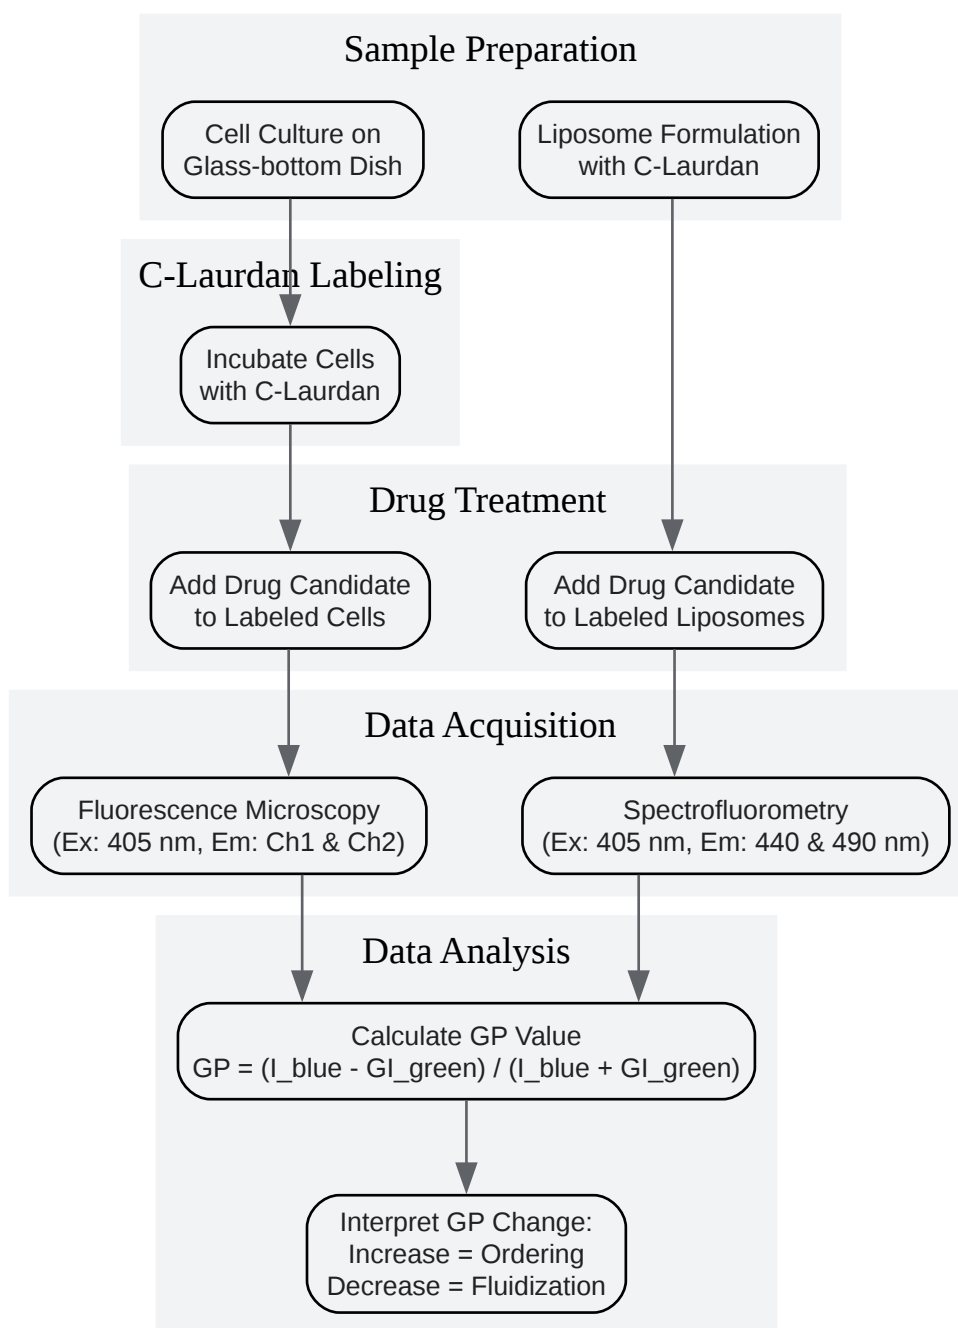 Sample Preparation
Cell Culture on
Glass-bottom Dish
Liposome Formulation
with C-Laurdan
C-Laurdan Labeling
Incubate Cells
with C-Laurdan
Drug Treatment
Add Drug Candidate
to Labeled Cells
Add Drug Candidate
to Labeled Liposomes
Data Acquisition
Fluorescence Microscopy
(Ex: 405 nm, Em: Ch1 & Ch2)
Spectrofluorometry
(Ex: 405 nm, Em: 440 & 490 nm)
Data Analysis
Calculate GP Value
GP = (I_blue - GI_green) / (I_blue + GI_green)
Interpret GP Change:
Increase = Ordering
Decrease = Fluidization